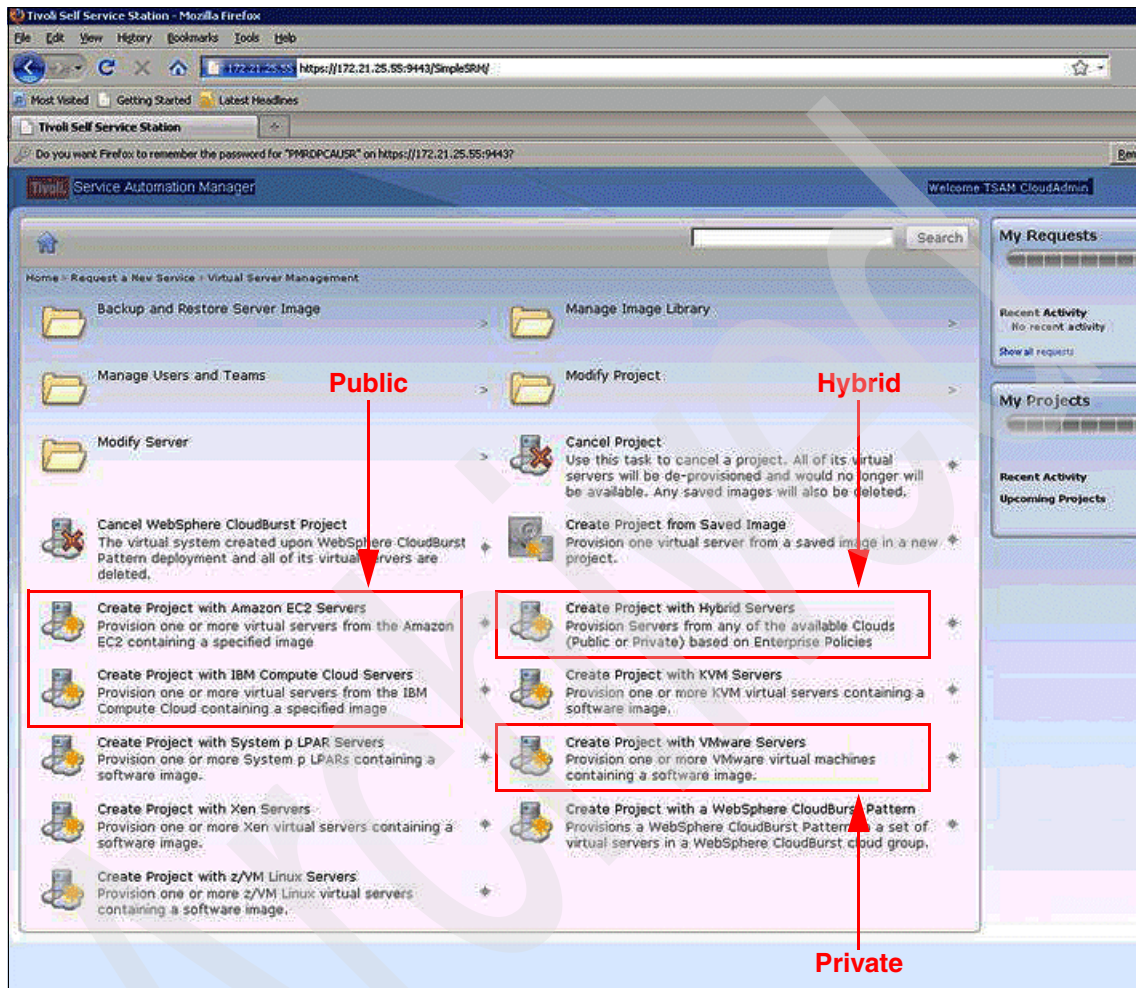 Tivoli Self Service Station - Mozilla Firefox
File Edit View History Bookmarks Tools Help
172.21.25.55 https://172.21.25.55:9443/SimpleSRM/
Most Visited Getting Started Latest Headlines
Tivoli Self Service Station
Do you want Firefox to remember the password for "PMRDPCAUSR" on https://172.21.25.55:9443?
Tivoli. Service Automation Manager
Welcome TSAM CloudAdmin
Search
Home > Request a New Service > Virtual Server Management
Backup and Restore Server Image >
Manage Image Library >
Manage Users and Teams >
Public
Modify Project >
Hybrid
Modify Server >
Cancel Project
Use this task to cancel a project. All of its virtual
servers will be de-provisioned and would no longer will
be available. Any saved images will also be deleted.
Cancel WebSphere CloudBurst Project
The virtual system created upon WebSphere CloudBurst
Pattern deployment and all of its virtual servers are
deleted.
Create Project from Saved Image
Provision one virtual server from a saved image in a new
project.
Create Project with Amazon EC2 Servers
Provision one or more virtual servers from the Amazon
EC2 containing a specified image
Create Project with Hybrid Servers
Provision Servers from any of the available Clouds
(Public or Private) based on Enterprise Policies
Create Project with IBM Compute Cloud Servers
Provision one or more virtual servers from the IBM
Compute Cloud containing a specified image
Create Project with KVM Servers
Provision one or more KVM virtual servers containing a
software image.
Create Project with System p LPAR Servers
Provision one or more System p LPARs containing a
software image.
Create Project with VMware Servers
Provision one or more VMware virtual machines
containing a software image.
Create Project with Xen Servers
Provision one or more Xen virtual servers containing a
software image.
Create Project with a WebSphere CloudBurst Pattern
Provisions a WebSphere CloudBurst Pattern a set of
virtual servers in a WebSphere CloudBurst cloud group.
Create Project with z/VM Linux Servers
Provision one or more z/VM Linux virtual servers
containing a software image.
Private
My Requests
Recent Activity
No recent activity
Show all requests
My Projects
Recent Activity
Upcoming Projects